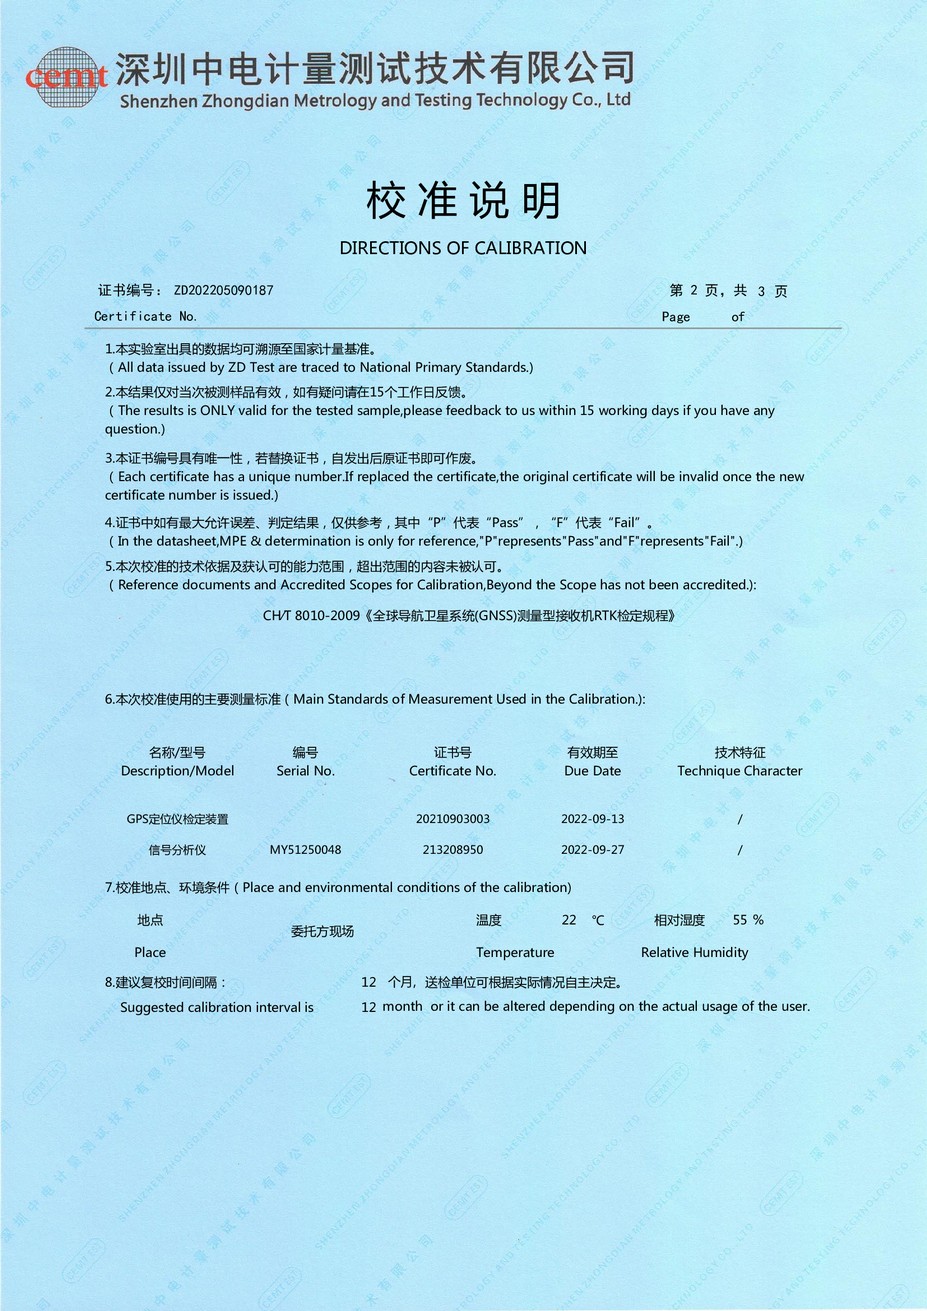 cemt 深圳中电计量测试技术有限公司
Shenzhen Zhongdian Metrology and Testing Technology Co., Ltd
校准说明
DIRECTIONS OF CALIBRATION
证书编号： ZD202205090187 第 2 页，共 3 页
Certificate No. Page of
1.本实验室出具的数据均可溯源至国家计量基准。
（All data issued by ZD Test are traced to National Primary Standards.)
2.本结果仅对当次被测样品有效，如有疑问请在15个工作日反馈。
（The results is ONLY valid for the tested sample,please feedback to us within 15 working days if you have any
question.)
3.本证书编号具有唯一性，若替换证书，自发出后原证书即可作废。
（Each certificate has a unique number.If replaced the certificate,the original certificate will be invalid once the new
certificate number is issued.)
4.证书中如有最大允许误差、判定结果，仅供参考，其中“P”代表“Pass”，“F”代表“Fail”。
（In the datasheet,MPE & determination is only for reference,"P"represents"Pass"and"F"represents"Fail".)
5.本次校准的技术依据及获认可的能力范围，超出范围的内容未被认可。
（Reference documents and Accredited Scopes for Calibration,Beyond the Scope has not been accredited.):
CH/T 8010-2009《全球导航卫星系统(GNSS)测量型接收机RTK检定规程》
6.本次校准使用的主要测量标准（Main Standards of Measurement Used in the Calibration.):
名称/型号 编号 证书号 有效期至 技术特征
Description/Model Serial No. Certificate No. Due Date Technique Character
GPS定位仪检定装置 20210903003 2022-09-13 /
信号分析仪 MY51250048 213208950 2022-09-27 /
7.校准地点、环境条件（Place and environmental conditions of the calibration)
地点 委托方现场 温度 22 ℃ 相对湿度 55 %
Place Temperature Relative Humidity
8.建议复校时间间隔： 12 个月，送检单位可根据实际情况自主决定。
Suggested calibration interval is 12 month or it can be altered depending on the actual usage of the user.